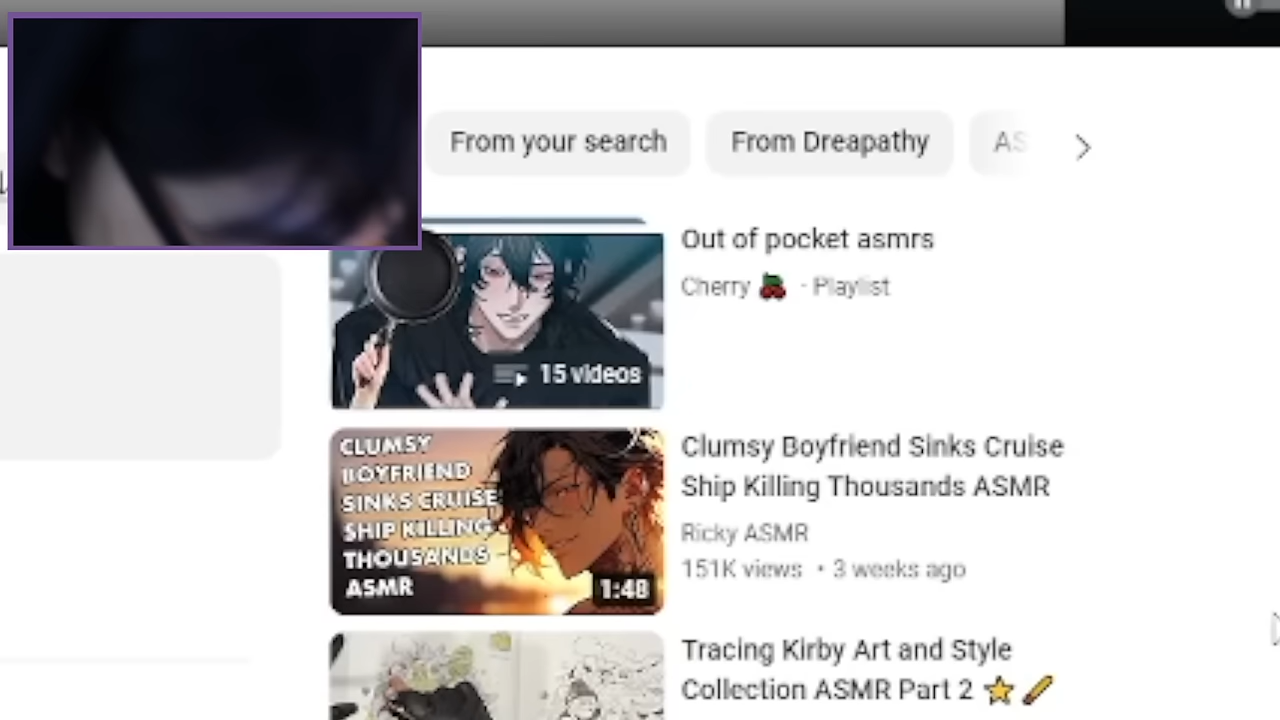 From your search
From Dreapathy
AS
Out of pocket asmrs
Cherry 🍒 · Playlist
15 videos
CLUMSY
BOYFRIEND
SINKS CRUISE
SHIP KILLING
THOUSANDS
ASMR
1:48
Clumsy Boyfriend Sinks Cruise
Ship Killing Thousands ASMR
Ricky ASMR
151K views • 3 weeks ago
Tracing Kirby Art and Style
Collection ASMR Part 2 ⭐ 🖍️